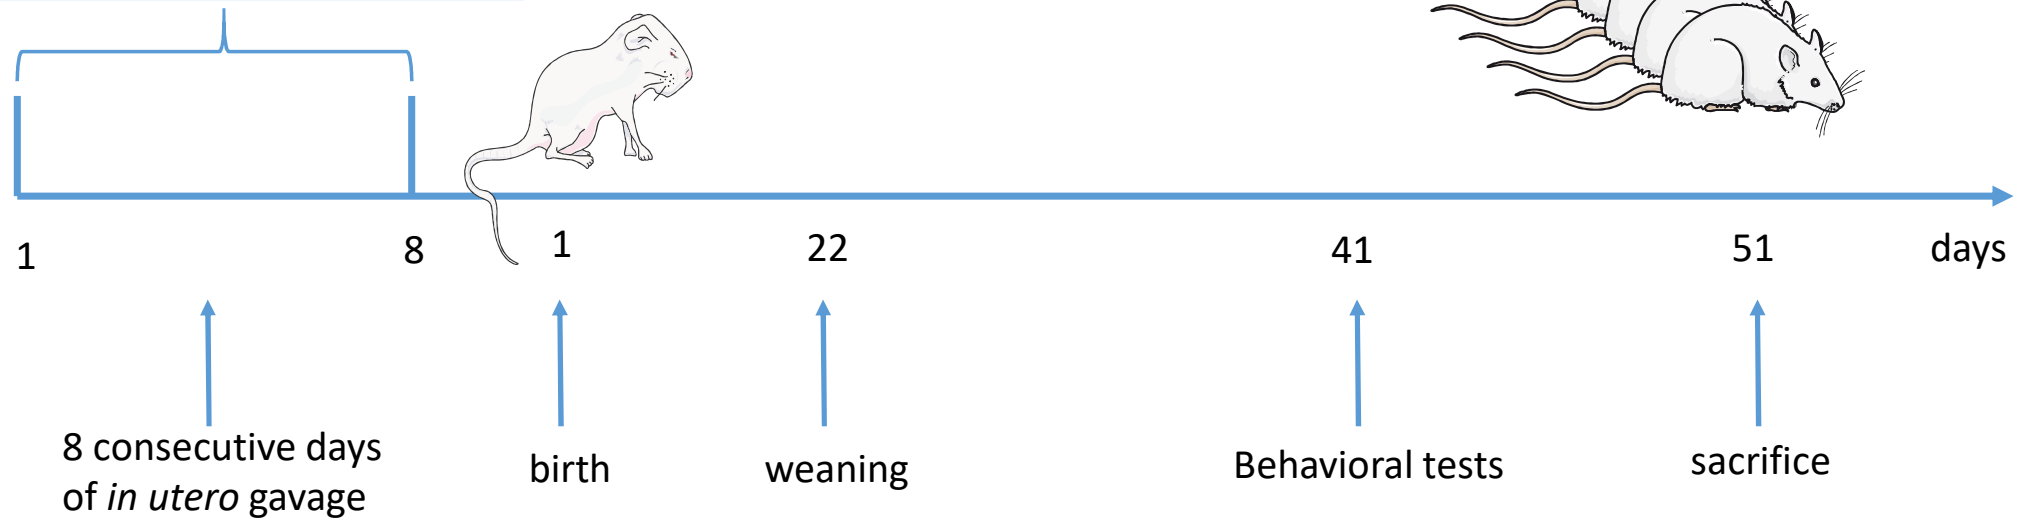 1
8
1
22
41
51
days
8 consecutive days
of in utero gavage
birth
weaning
Behavioral tests
sacrifice